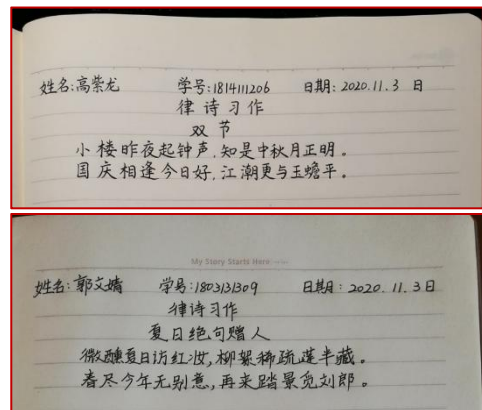 姓名:高紫龙 学号:1814111206 日期:2020.11.3 日
律诗习作
双节
小楼昨夜起钟声,知是中秋月正明。
国庆相逢今日好,江潮更与玉蟾平。
My Story Starts Here
姓名:郭文婧 学号:1803131309 日期:2020.11.3日
律诗习作
夏日绝句赠人
微醺夏日访红汝,柳絮稀疏莲半藏。
春尽今年无别意,再来踏景觅刘郎。